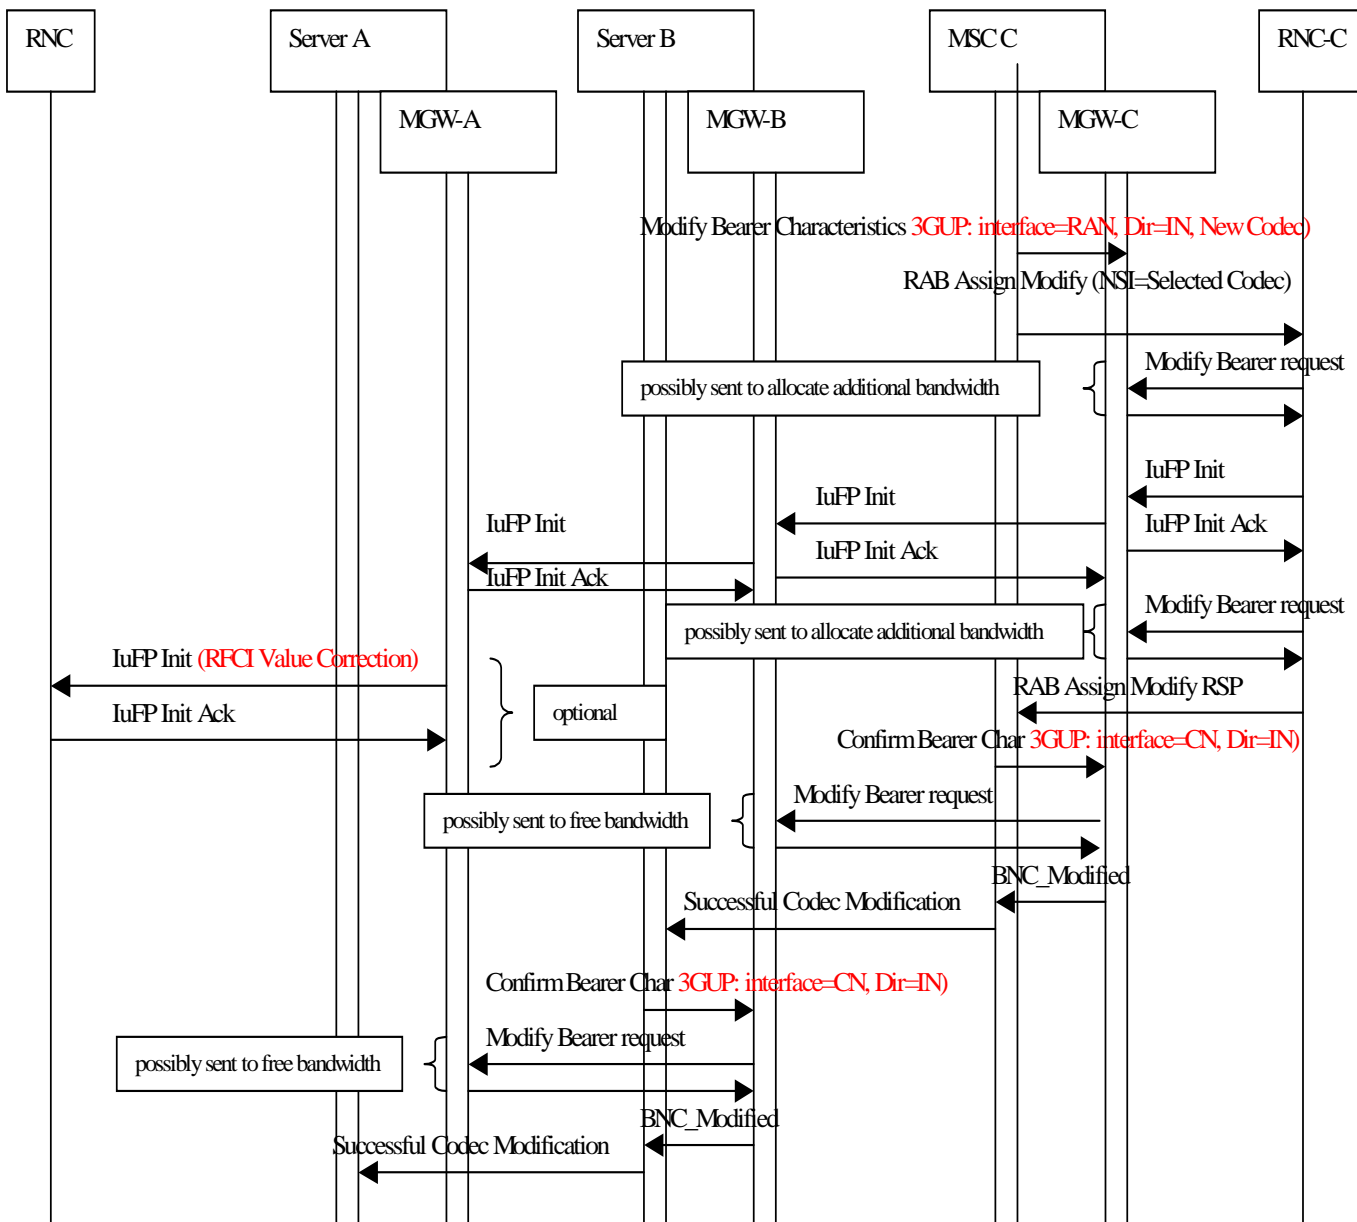 RNC
Server A
Server B
MSC C
RNC-C
MGW-A
MGW-B
MGW-C
Modify Bearer Characteristics 3GUP: interface=RAN, Dir=IN, New Codec)
RAB Assign Modify (NSI=Selected Codec)
Modify Bearer request
possibly sent to allocate additional bandwidth
IuFP Init
IuFP Init
IuFP Init
IuFP Init Ack
IuFP Init Ack
IuFP Init Ack
Modify Bearer request
possibly sent to allocate additional bandwidth
IuFP Init (RFCI Value Correction)
RAB Assign Modify RSP
IuFP Init Ack
optional
Confirm Bearer Char 3GUP: interface=CN, Dir=IN)
Modify Bearer request
possibly sent to free bandwidth
BNC_Modified
Successful Codec Modification
Confirm Bearer Char 3GUP: interface=CN, Dir=IN)
Modify Bearer request
possibly sent to free bandwidth
BNC_Modified
Successful Codec Modification